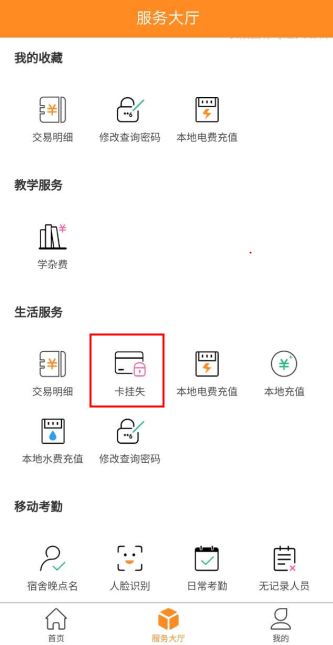 服务大厅
我的收藏
交易明细 修改查询密码 本地电费充值
教学服务
学杂费
生活服务
交易明细 卡挂失 本地电费充值 本地充值
本地水费充值 修改查询密码
移动考勤
宿舍晚点名 人脸识别 日常考勤 无记录人员
首页 服务大厅 我的